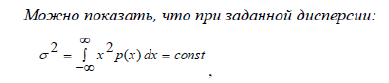 Можно показать, что при заданной дисперсии:
σ² = ∫_{-∞}^{∞} x² p(x) dx = const ,